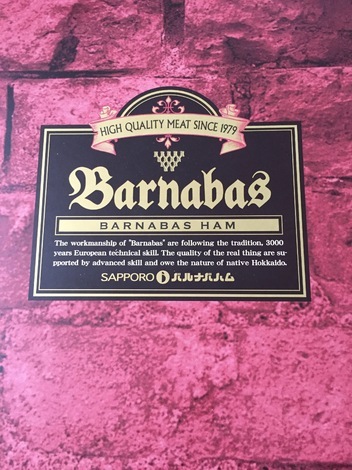 HIGH QUALITY MEAT SINCE 1979
Barnabas
BARNABAS HAM
The workmanship of "Barnabas" are following the tradition, 3000
years European technical skill. The quality of the real thing are su-
pported by advanced skill and owe the nature of native Hokkaido.
SAPPORO バルナバハム